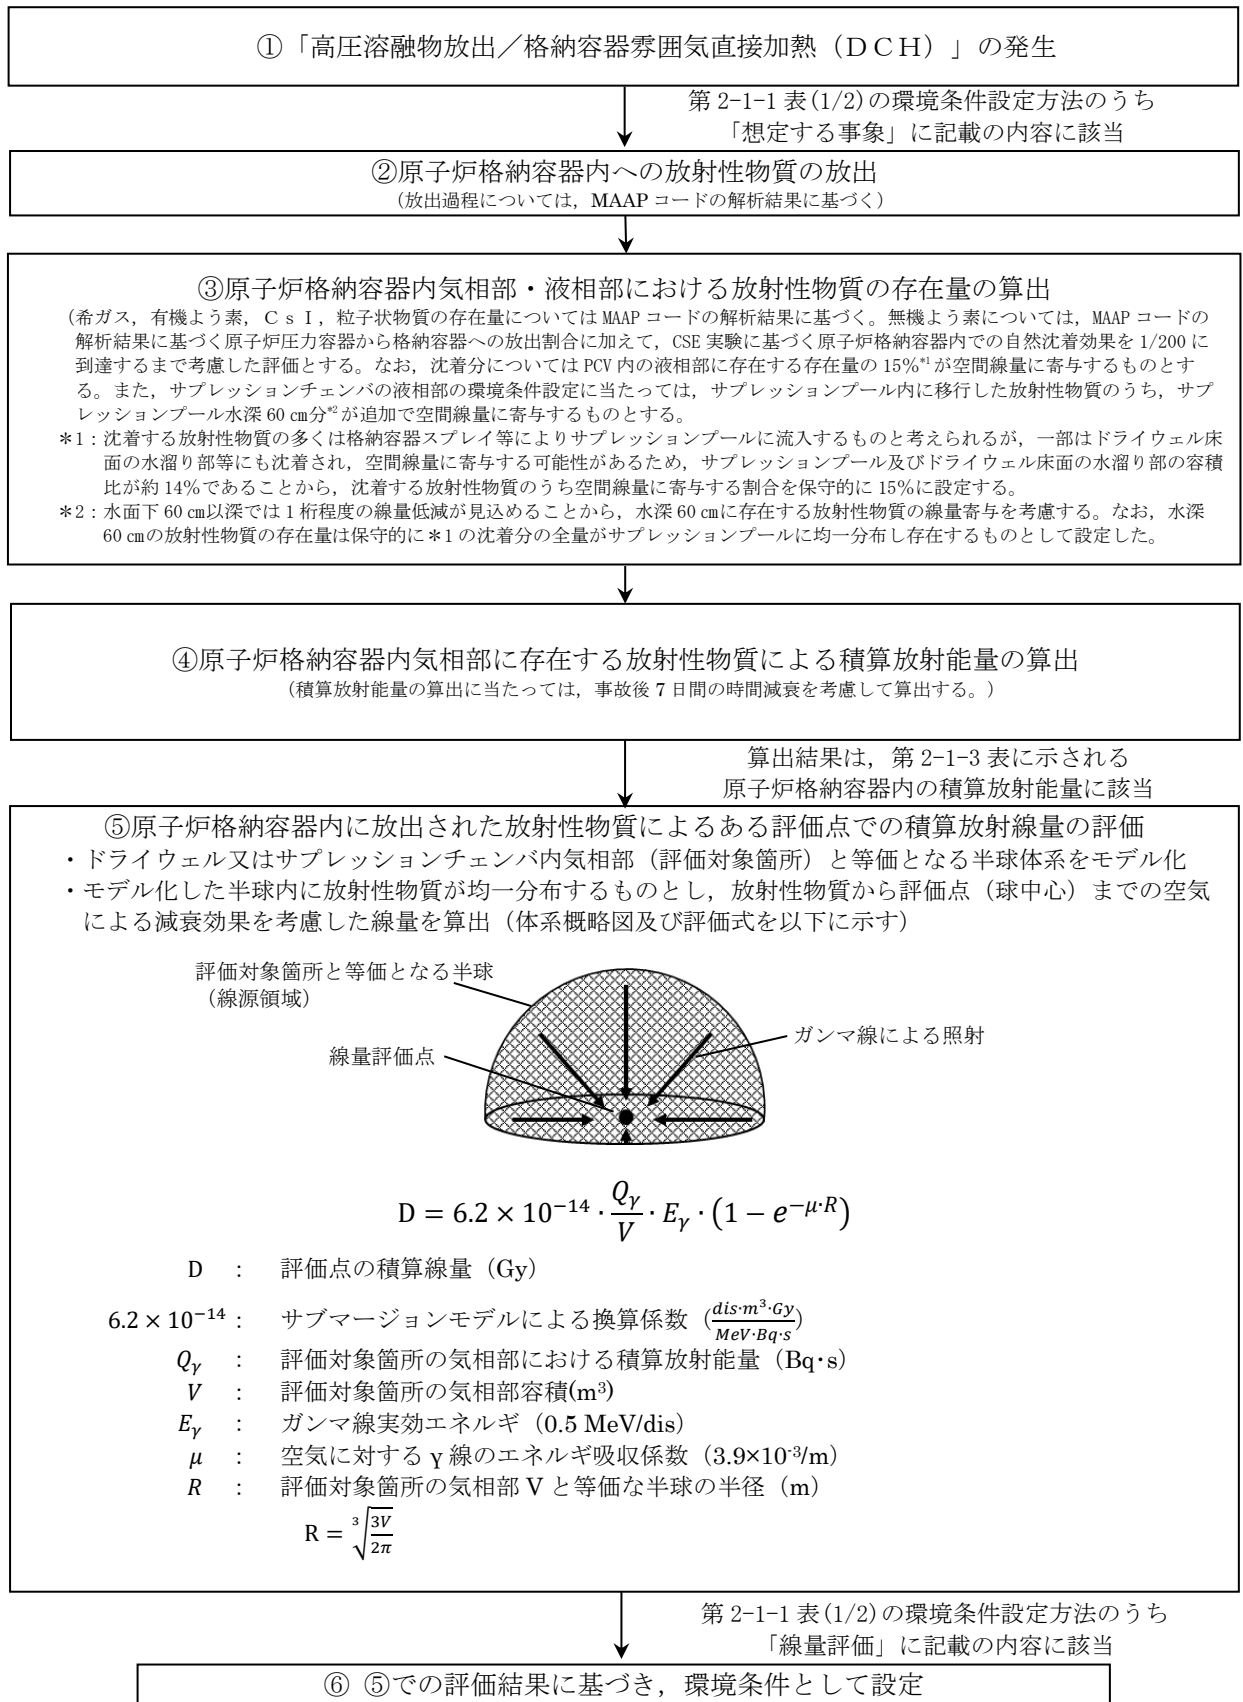 ①「高圧溶融物放出／格納容器雰囲気直接加熱（ＤＣＨ）」の発生
第 2-1-1 表(1/2)の環境条件設定方法のうち
「想定する事象」に記載の内容に該当
②原子炉格納容器内への放射性物質の放出
（放出過程については，MAAP コードの解析結果に基づく）
③原子炉格納容器内気相部・液相部における放射性物質の存在量の算出
（希ガス，有機よう素，ＣｓＩ，粒子状物質の存在量については MAAP コードの解析結果に基づく。無機よう素については，MAAP コードの
解析結果に基づく原子炉圧力容器から格納容器への放出割合に加えて，CSE 実験に基づく原子炉格納容器内での自然沈着効果を 1/200 に
到達するまで考慮した評価とする。なお，沈着分については PCV 内の液相部に存在する存在量の 15%*1 が空間線量に寄与するものとす
る。また，サプレッションチェンバの液相部の環境条件設定に当たっては，サプレッションプール内に移行した放射性物質のうち，サプ
レッションプール水深 60 ㎝分*2 が追加で空間線量に寄与するものとする。
＊1：沈着する放射性物質の多くは格納容器スプレイ等によりサプレッションプールに流入するものと考えられるが，一部はドライウェル床
面の水溜り部等にも沈着され，空間線量に寄与する可能性があるため，サプレッションプール及びドライウェル床面の水溜り部の容積
比が約 14%であることから，沈着する放射性物質のうち空間線量に寄与する割合を保守的に 15%に設定する。
＊2：水面下 60 ㎝以深では 1 桁程度の線量低減が見込めることから，水深 60 ㎝に存在する放射性物質の線量寄与を考慮する。なお，水深
60 ㎝の放射性物質の存在量は保守的に＊1 の沈着分の全量がサプレッションプールに均一分布し存在するものとして設定した。
④原子炉格納容器内気相部に存在する放射性物質による積算放射能量の算出
（積算放射能量の算出に当たっては，事故後 7 日間の時間減衰を考慮して算出する。）
算出結果は，第 2-1-3 表に示される
原子炉格納容器内の積算放射能量に該当
⑤原子炉格納容器内に放出された放射性物質によるある評価点での積算放射線量の評価
・ドライウェル又はサプレッションチェンバ内気相部（評価対象箇所）と等価となる半球体系をモデル化
・モデル化した半球内に放射性物質が均一分布するものとし，放射性物質から評価点（球中心）までの空気
による減衰効果を考慮した線量を算出（体系概略図及び評価式を以下に示す）
評価対象箇所と等価となる半球
（線源領域）
ガンマ線による照射
線量評価点
D = 6.2 × 10⁻¹⁴ · Qγ/V · Eγ · (1 − e^(−μ·R))
D ： 評価点の積算線量（Gy）
6.2 × 10⁻¹⁴ ： サブマージョンモデルによる換算係数（dis·m³·Gy/MeV·Bq·s）
Qγ ： 評価対象箇所の気相部における積算放射能量（Bq･s）
V ： 評価対象箇所の気相部容積(m³)
Eγ ： ガンマ線実効エネルギ（0.5 MeV/dis）
μ ： 空気に対する γ 線のエネルギ吸収係数（3.9×10⁻³/m）
R ： 評価対象箇所の気相部 V と等価な半球の半径（m）
R = ∛(3V/2π)
第 2-1-1 表(1/2)の環境条件設定方法のうち
「線量評価」に記載の内容に該当
⑥ ⑤での評価結果に基づき，環境条件として設定